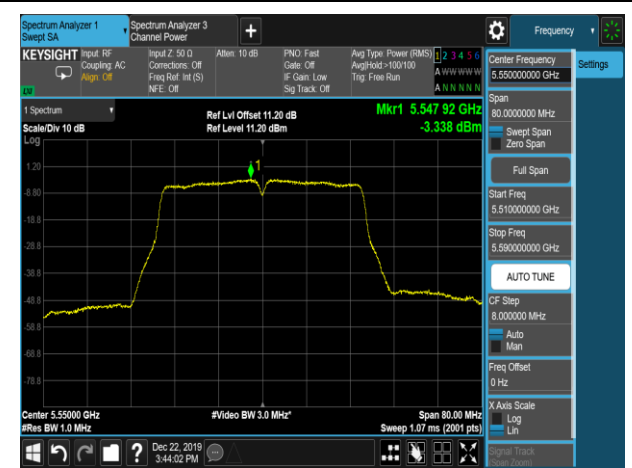 Spectrum Analyzer 1
Swept SA
Spectrum Analyzer 3
Channel Power
Frequency
KEYSIGHT
Input: RF
Coupling: AC
Align: Off
Input Z: 50 Ω
Corrections: Off
Freq Ref: Int (S)
NFE: Off
Atten: 10 dB
PNO: Fast
Gate: Off
IF Gain: Low
Sig Track: Off
Avg Type: Power (RMS)
Avg|Hold:>100/100
Trig: Free Run
1 2 3 4 5 6
A W W W W W
A N N N N N
1 Spectrum
Scale/Div 10 dB
Log
Ref Lvl Offset 11.20 dB
Ref Level 11.20 dBm
Mkr1 5.547 92 GHz
-3.338 dBm
1
1.20
-8.80
-18.8
-28.8
-38.8
-48.8
-58.8
-68.8
-78.8
Center 5.55000 GHz
#Res BW 1.0 MHz
#Video BW 3.0 MHz*
Span 80.00 MHz
Sweep 1.07 ms (2001 pts)
Dec 22, 2019
3:44:02 PM
Center Frequency
5.55000000 GHz
Settings
Span
80.0000000 MHz
Swept Span
Zero Span
Full Span
Start Freq
5.510000000 GHz
Stop Freq
5.590000000 GHz
AUTO TUNE
CF Step
8.000000 MHz
Auto
Man
Freq Offset
0 Hz
X Axis Scale
Log
Lin
Signal Track
(Span Zoom)